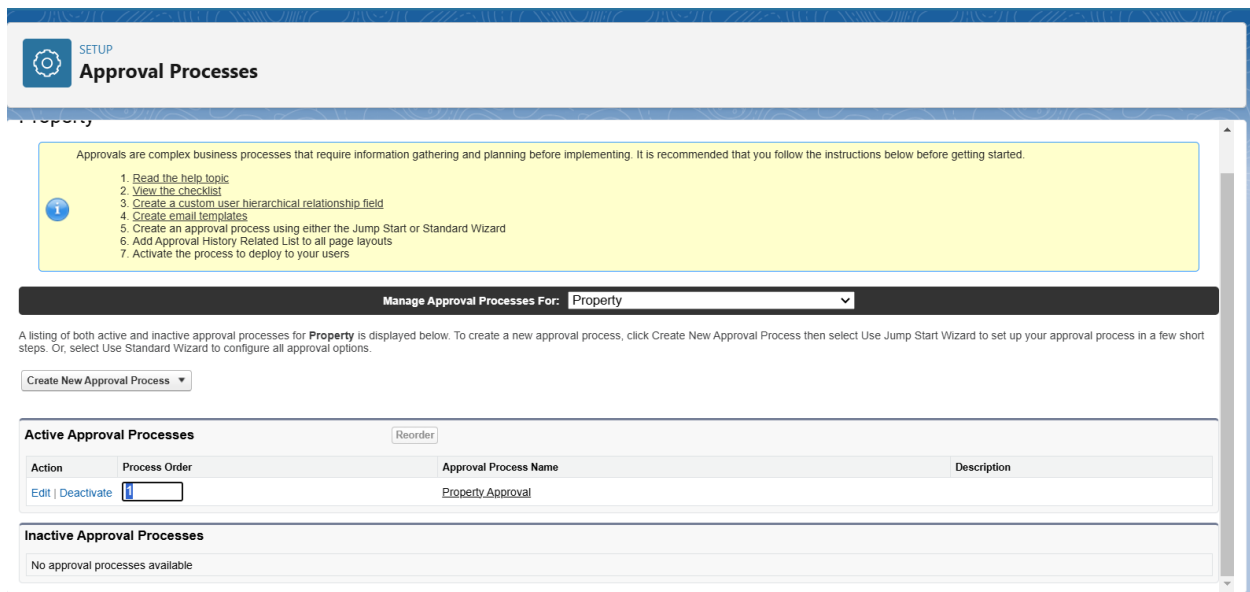 SETUP
Approval Processes
Property
Approvals are complex business processes that require information gathering and planning before implementing. It is recommended that you follow the instructions below before getting started.
1. Read the help topic
2. View the checklist
3. Create a custom user hierarchical relationship field
4. Create email templates
5. Create an approval process using either the Jump Start or Standard Wizard
6. Add Approval History Related List to all page layouts
7. Activate the process to deploy to your users
Manage Approval Processes For: Property
A listing of both active and inactive approval processes for Property is displayed below. To create a new approval process, click Create New Approval Process then select Use Jump Start Wizard to set up your approval process in a few short
steps. Or, select Use Standard Wizard to configure all approval options.
Create New Approval Process
Active Approval Processes Reorder
Action Process Order Approval Process Name Description
Edit | Deactivate 1 Property Approval
Inactive Approval Processes
No approval processes available